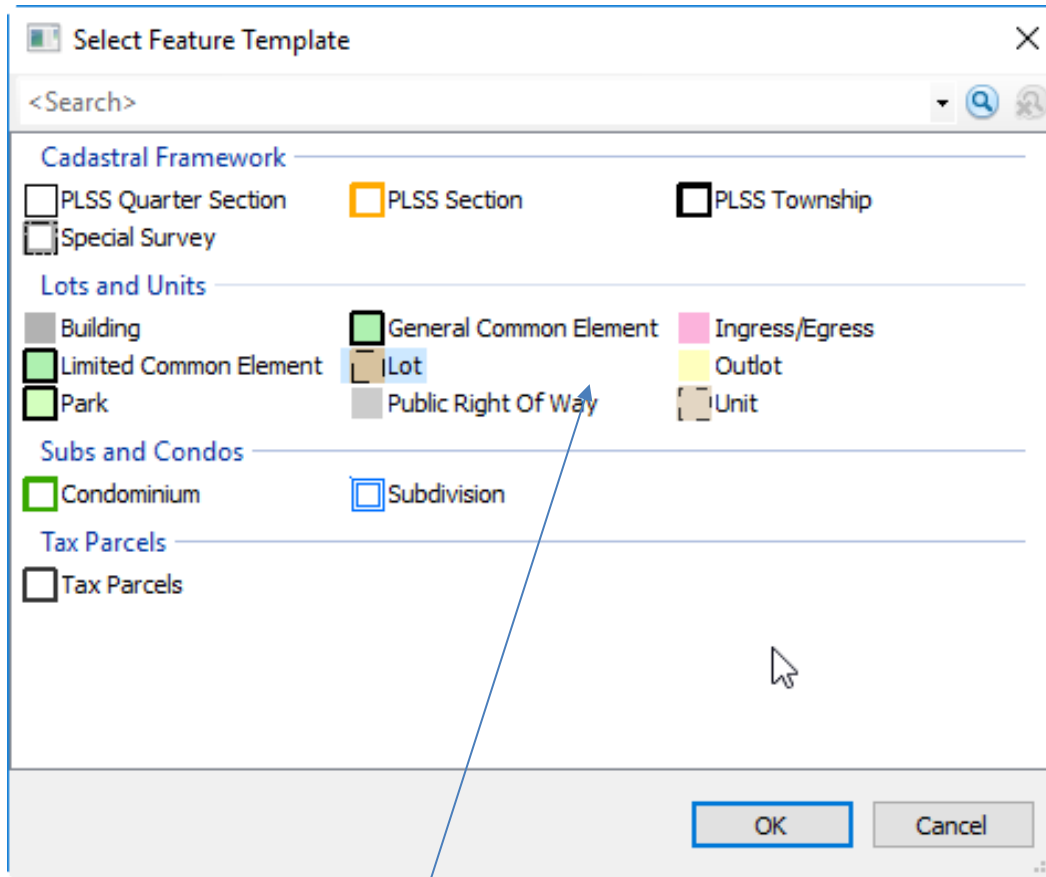 Select Feature Template
<Search>
Cadastral Framework
PLSS Quarter Section PLSS Section PLSS Township
Special Survey
Lots and Units
Building General Common Element Ingress/Egress
Limited Common Element Lot Outlot
Park Public Right Of Way Unit
Subs and Condos
Condominium Subdivision
Tax Parcels
Tax Parcels
OK Cancel